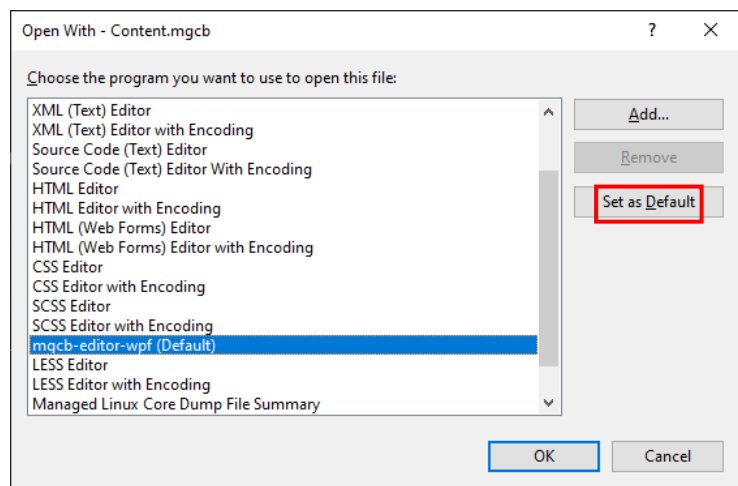 Open With - Content.mgcb
?
Choose the program you want to use to open this file:
XML (Text) Editor
XML (Text) Editor with Encoding
Source Code (Text) Editor
Source Code (Text) Editor With Encoding
HTML Editor
HTML Editor with Encoding
HTML (Web Forms) Editor
HTML (Web Forms) Editor with Encoding
CSS Editor
CSS Editor with Encoding
SCSS Editor
SCSS Editor with Encoding
mgcb-editor-wpf (Default)
LESS Editor
LESS Editor with Encoding
Managed Linux Core Dump File Summary
Add...
Remove
Set as Default
OK
Cancel